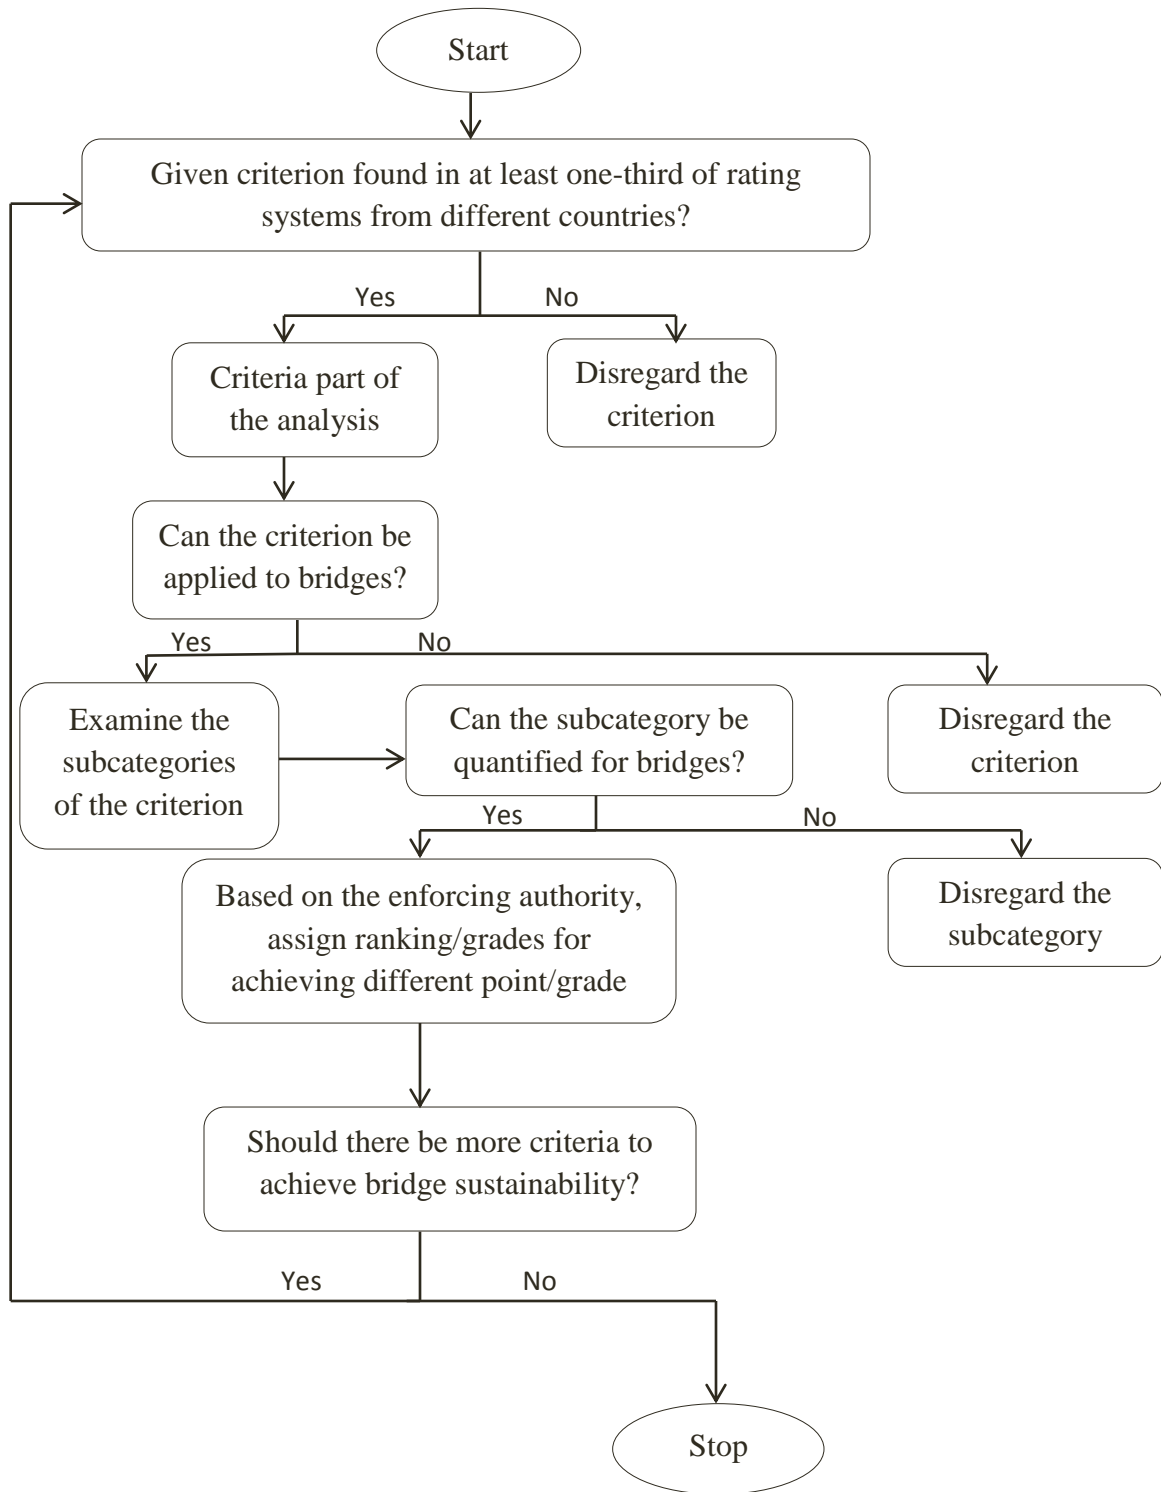 Start
Given criterion found in at least one-third of rating
systems from different countries?
Yes
No
Criteria part of
the analysis
Disregard the
criterion
Can the criterion be
applied to bridges?
Yes
No
Examine the
subcategories
of the criterion
Can the subcategory be
quantified for bridges?
Disregard the
criterion
Yes
No
Based on the enforcing authority,
assign ranking/grades for
achieving different point/grade
Disregard the
subcategory
Should there be more criteria to
achieve bridge sustainability?
Yes
No
Stop